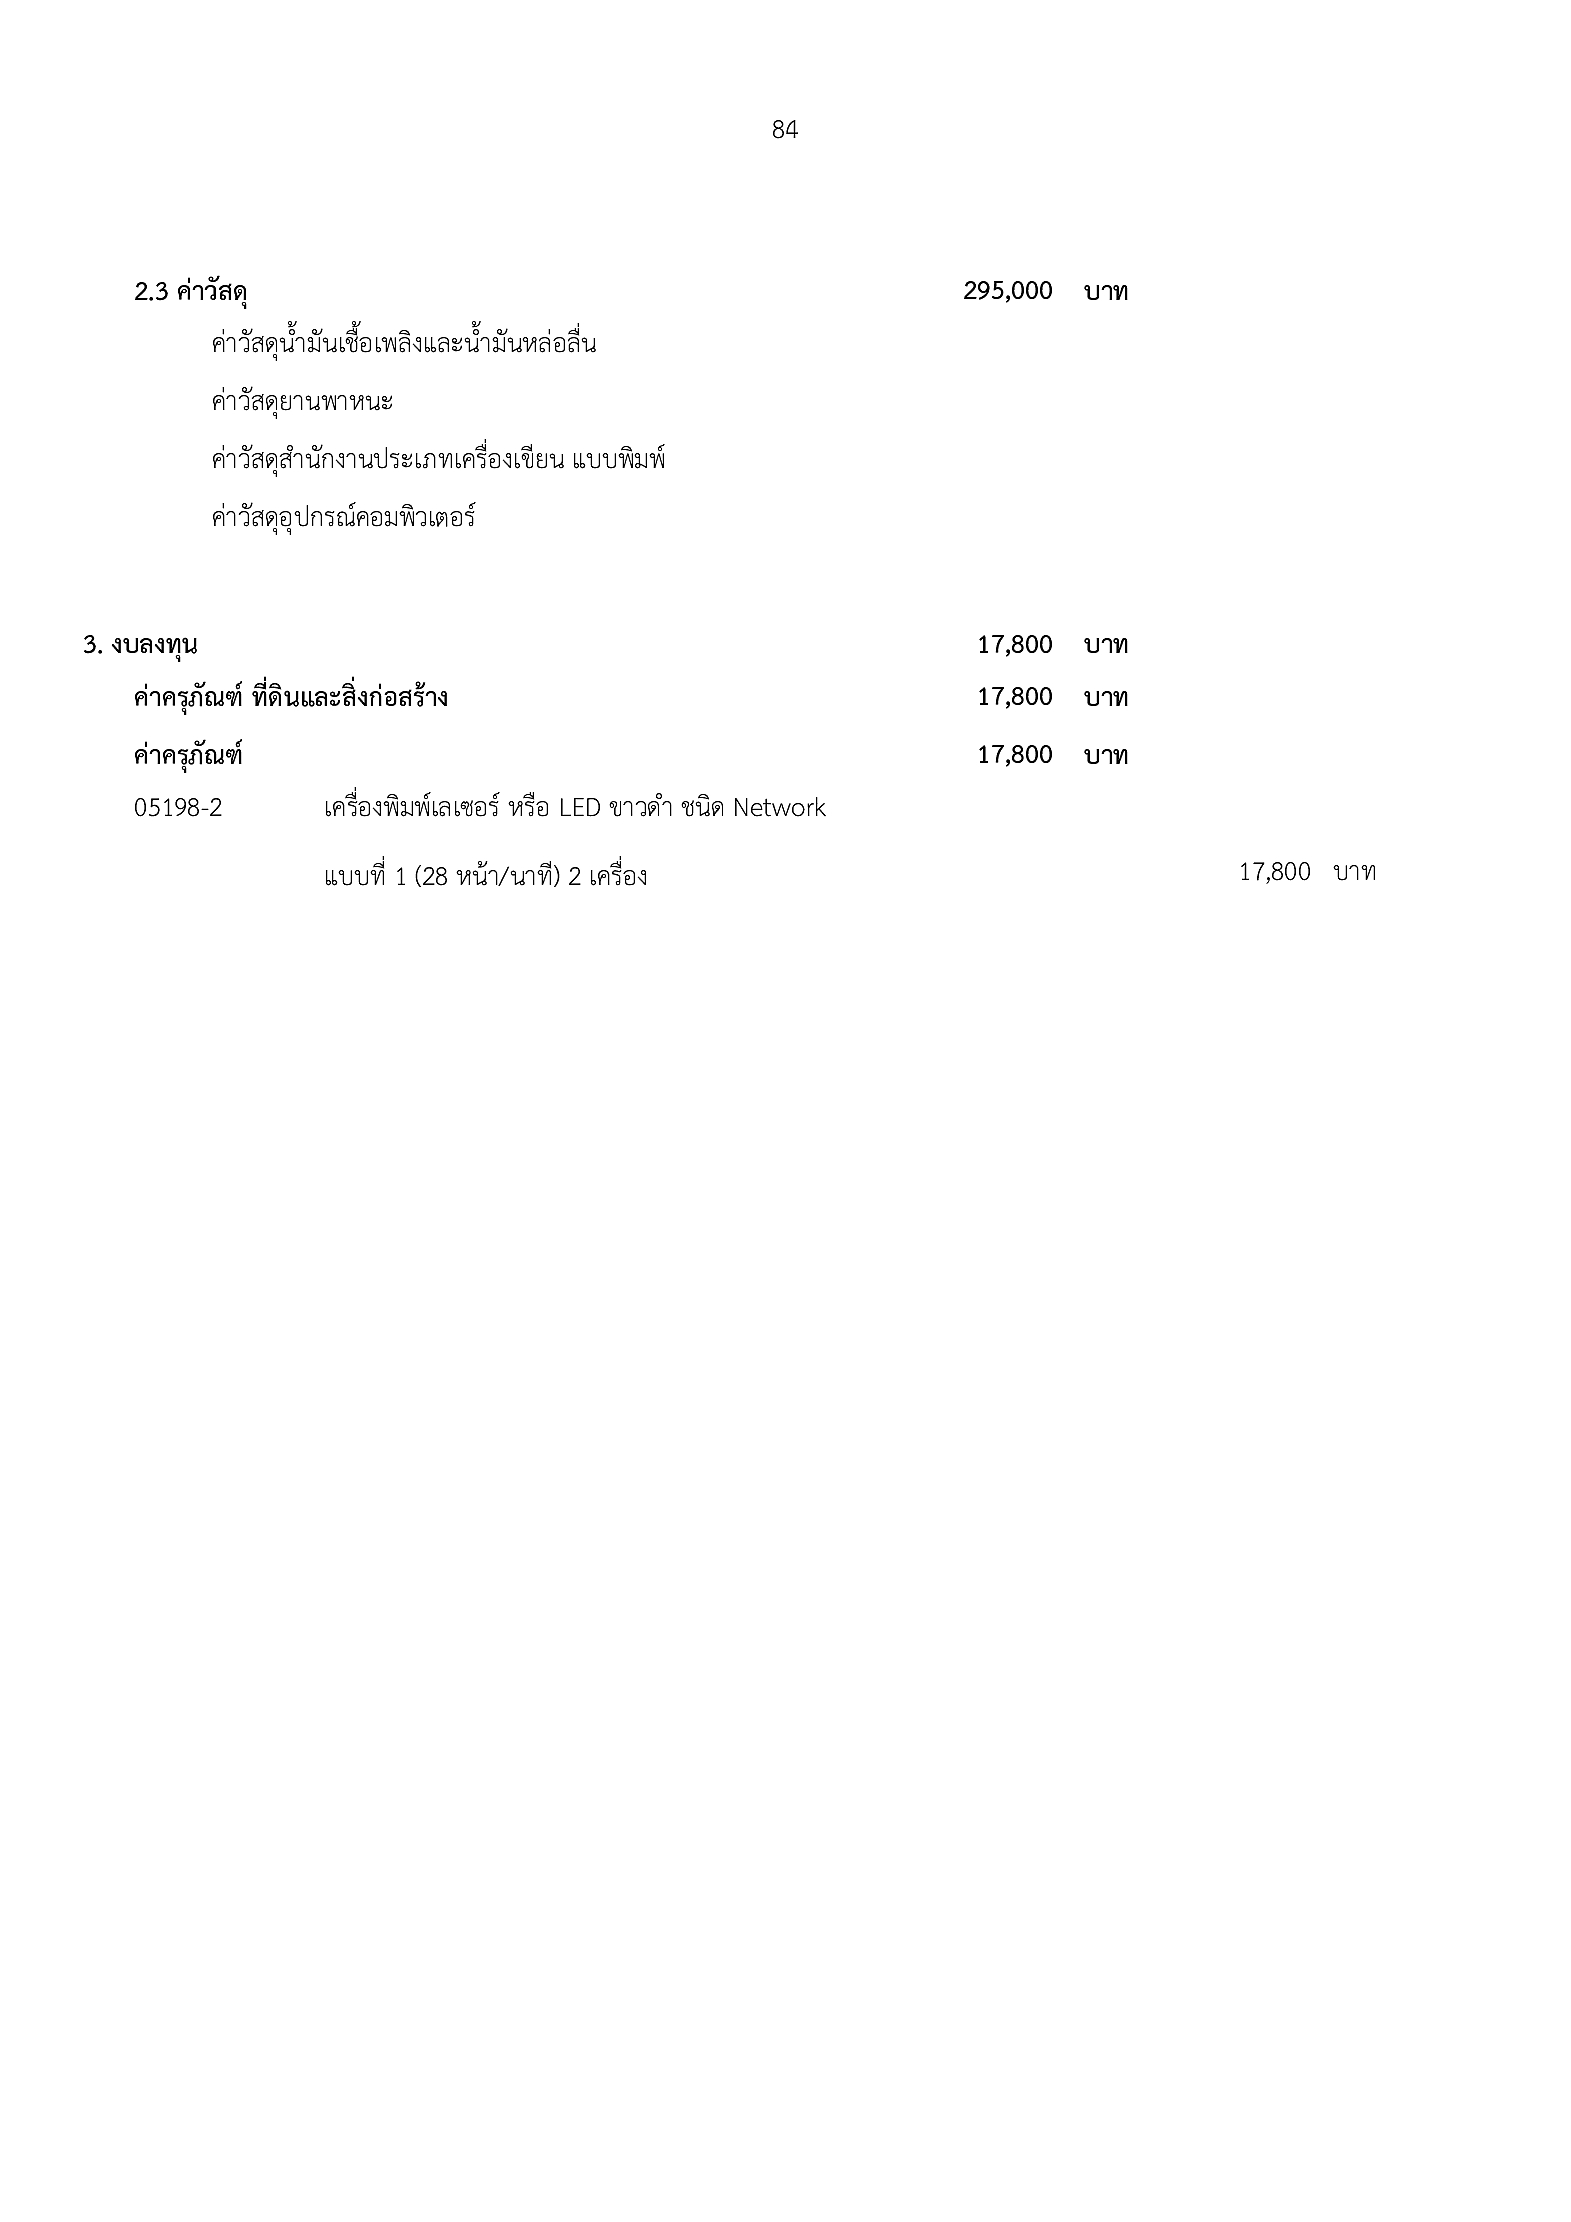 84
2.3 ค่าวัสดุ 295,000 บาท
ค่าวัสดุน้ำมันเชื้อเพลิงและน้ำมันหล่อลื่น
ค่าวัสดุยานพาหนะ
ค่าวัสดุสำนักงานประเภทเครื่องเขียน แบบพิมพ์
ค่าวัสดุอุปกรณ์คอมพิวเตอร์
3. งบลงทุน 17,800 บาท
ค่าครุภัณฑ์ ที่ดินและสิ่งก่อสร้าง 17,800 บาท
ค่าครุภัณฑ์ 17,800 บาท
05198-2 เครื่องพิมพ์เลเซอร์ หรือ LED ขาวดำ ชนิด Network
แบบที่ 1 (28 หน้า/นาที) 2 เครื่อง 17,800 บาท